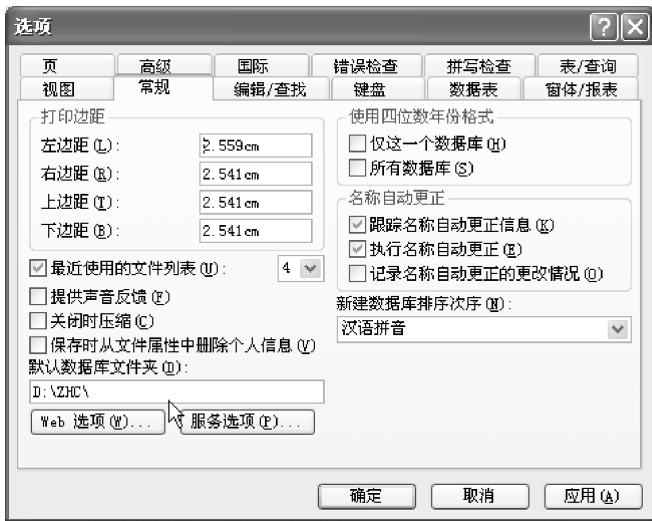 选项
页 高级 国际 错误检查 拼写检查 表/查询
视图 常规 编辑/查找 键盘 数据表 窗体/报表
打印边距
左边距(L): 2.559cm
右边距(R): 2.541cm
上边距(T): 2.541cm
下边距(B): 2.541cm
最近使用的文件列表(U): 4
提供声音反馈(F)
关闭时压缩(C)
保存时从文件属性中删除个人信息(V)
默认数据库文件夹(D):
D:\ZHC\
Web 选项(W)... 服务选项(P)...
使用四位数年份格式
仅这一个数据库(H)
所有数据库(S)
名称自动更正
跟踪名称自动更正信息(K)
执行名称自动更正(E)
记录名称自动更正的更改情况(O)
新建数据库排序次序(N):
汉语拼音
确定 取消 应用(A)